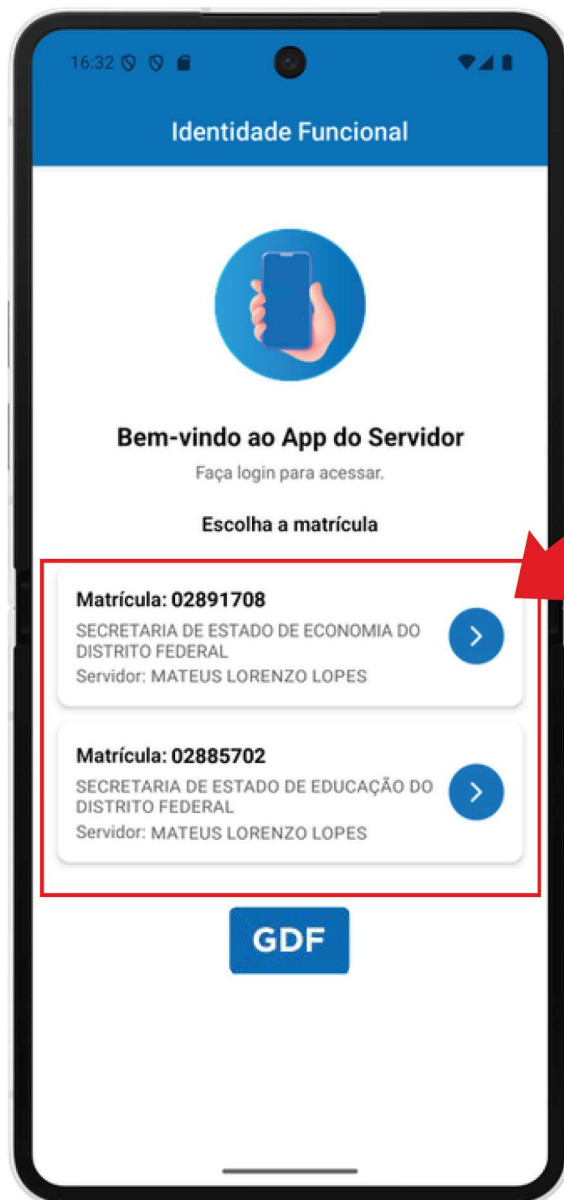 16:32
Identidade Funcional
Bem-vindo ao App do Servidor
Faça login para acessar.
Escolha a matrícula
Matrícula: 02891708
SECRETARIA DE ESTADO DE ECONOMIA DO
DISTRITO FEDERAL
Servidor: MATEUS LORENZO LOPES
Matrícula: 02885702
SECRETARIA DE ESTADO DE EDUCAÇÃO DO
DISTRITO FEDERAL
Servidor: MATEUS LORENZO LOPES
GDF